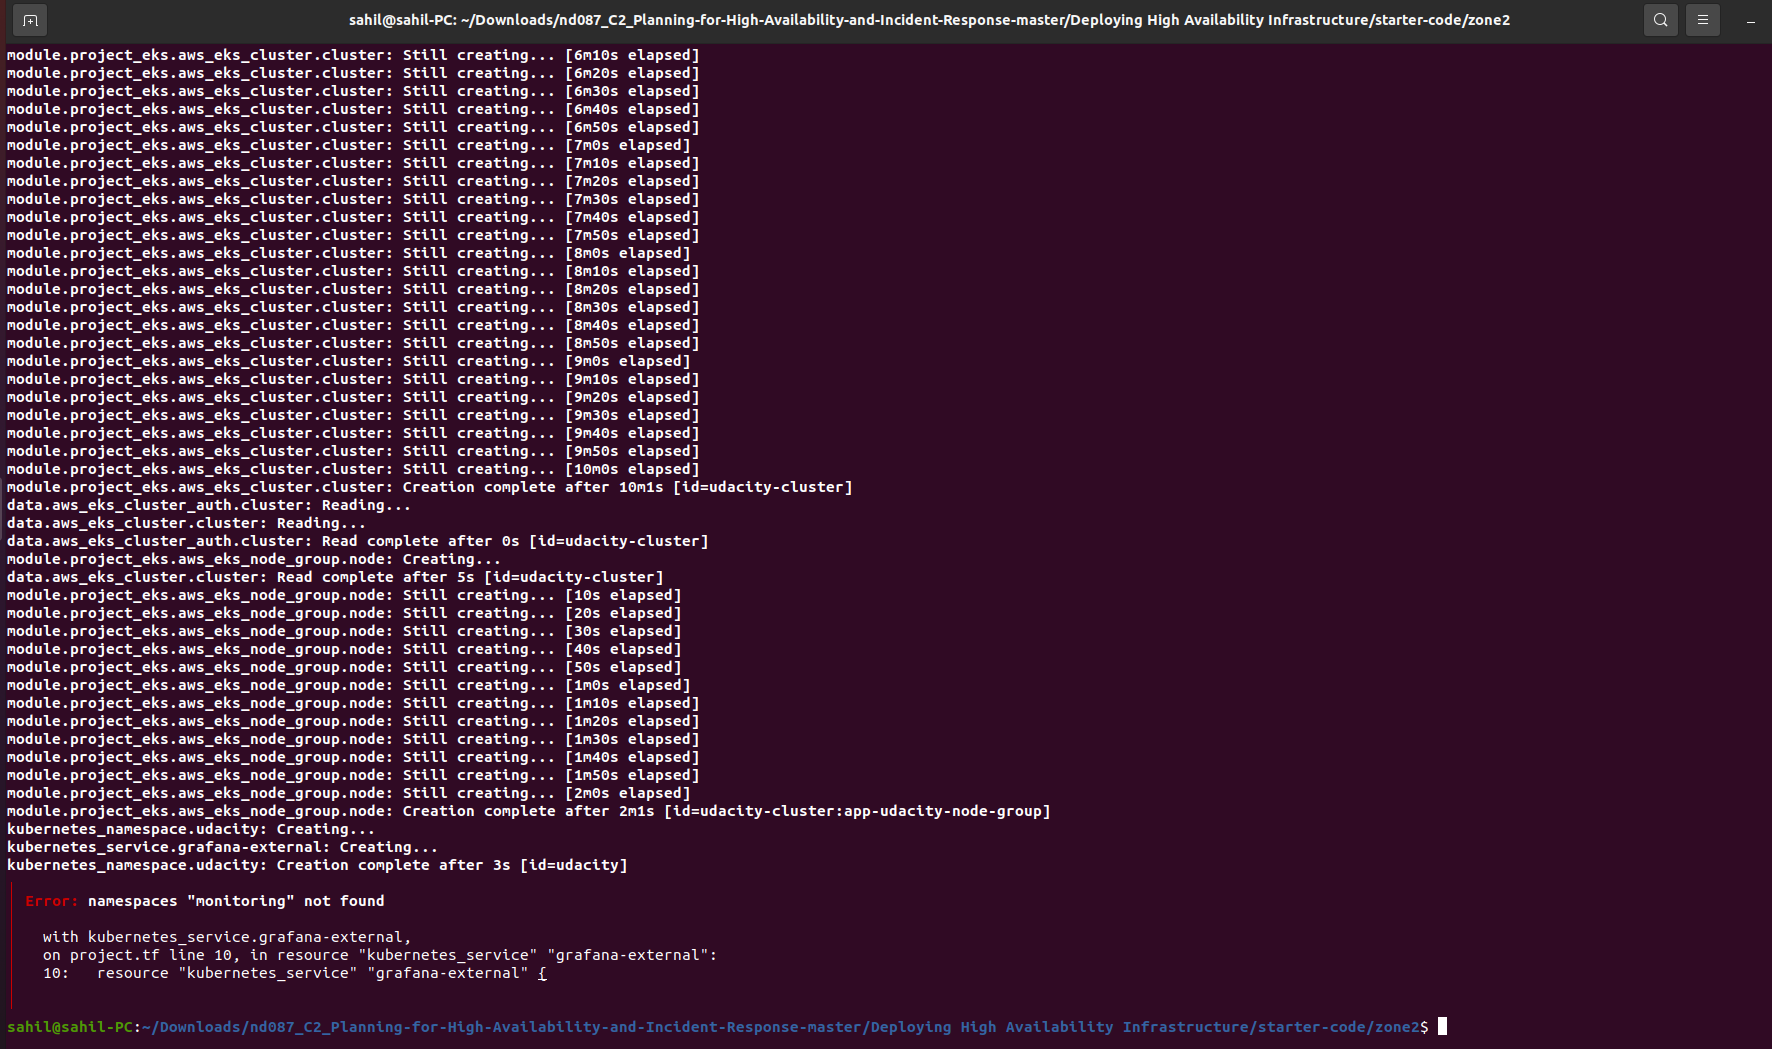 sahil@sahil-PC: ~/Downloads/nd087_C2_Planning-for-High-Availability-and-Incident-Response-master/Deploying High Availability Infrastructure/starter-code/zone2
module.project_eks.aws_eks_cluster.cluster: Still creating... [6m10s elapsed]
module.project_eks.aws_eks_cluster.cluster: Still creating... [6m20s elapsed]
module.project_eks.aws_eks_cluster.cluster: Still creating... [6m30s elapsed]
module.project_eks.aws_eks_cluster.cluster: Still creating... [6m40s elapsed]
module.project_eks.aws_eks_cluster.cluster: Still creating... [6m50s elapsed]
module.project_eks.aws_eks_cluster.cluster: Still creating... [7m0s elapsed]
module.project_eks.aws_eks_cluster.cluster: Still creating... [7m10s elapsed]
module.project_eks.aws_eks_cluster.cluster: Still creating... [7m20s elapsed]
module.project_eks.aws_eks_cluster.cluster: Still creating... [7m30s elapsed]
module.project_eks.aws_eks_cluster.cluster: Still creating... [7m40s elapsed]
module.project_eks.aws_eks_cluster.cluster: Still creating... [7m50s elapsed]
module.project_eks.aws_eks_cluster.cluster: Still creating... [8m0s elapsed]
module.project_eks.aws_eks_cluster.cluster: Still creating... [8m10s elapsed]
module.project_eks.aws_eks_cluster.cluster: Still creating... [8m20s elapsed]
module.project_eks.aws_eks_cluster.cluster: Still creating... [8m30s elapsed]
module.project_eks.aws_eks_cluster.cluster: Still creating... [8m40s elapsed]
module.project_eks.aws_eks_cluster.cluster: Still creating... [8m50s elapsed]
module.project_eks.aws_eks_cluster.cluster: Still creating... [9m0s elapsed]
module.project_eks.aws_eks_cluster.cluster: Still creating... [9m10s elapsed]
module.project_eks.aws_eks_cluster.cluster: Still creating... [9m20s elapsed]
module.project_eks.aws_eks_cluster.cluster: Still creating... [9m30s elapsed]
module.project_eks.aws_eks_cluster.cluster: Still creating... [9m40s elapsed]
module.project_eks.aws_eks_cluster.cluster: Still creating... [9m50s elapsed]
module.project_eks.aws_eks_cluster.cluster: Still creating... [10m0s elapsed]
module.project_eks.aws_eks_cluster.cluster: Creation complete after 10m1s [id=udacity-cluster]
data.aws_eks_cluster_auth.cluster: Reading...
data.aws_eks_cluster.cluster: Reading...
data.aws_eks_cluster_auth.cluster: Read complete after 0s [id=udacity-cluster]
module.project_eks.aws_eks_node_group.node: Creating...
data.aws_eks_cluster.cluster: Read complete after 5s [id=udacity-cluster]
module.project_eks.aws_eks_node_group.node: Still creating... [10s elapsed]
module.project_eks.aws_eks_node_group.node: Still creating... [20s elapsed]
module.project_eks.aws_eks_node_group.node: Still creating... [30s elapsed]
module.project_eks.aws_eks_node_group.node: Still creating... [40s elapsed]
module.project_eks.aws_eks_node_group.node: Still creating... [50s elapsed]
module.project_eks.aws_eks_node_group.node: Still creating... [1m0s elapsed]
module.project_eks.aws_eks_node_group.node: Still creating... [1m10s elapsed]
module.project_eks.aws_eks_node_group.node: Still creating... [1m20s elapsed]
module.project_eks.aws_eks_node_group.node: Still creating... [1m30s elapsed]
module.project_eks.aws_eks_node_group.node: Still creating... [1m40s elapsed]
module.project_eks.aws_eks_node_group.node: Still creating... [1m50s elapsed]
module.project_eks.aws_eks_node_group.node: Still creating... [2m0s elapsed]
module.project_eks.aws_eks_node_group.node: Creation complete after 2m1s [id=udacity-cluster:app-udacity-node-group]
kubernetes_namespace.udacity: Creating...
kubernetes_service.grafana-external: Creating...
kubernetes_namespace.udacity: Creation complete after 3s [id=udacity]
Error: namespaces "monitoring" not found
with kubernetes_service.grafana-external,
on project.tf line 10, in resource "kubernetes_service" "grafana-external":
10:   resource "kubernetes_service" "grafana-external" {
sahil@sahil-PC:~/Downloads/nd087_C2_Planning-for-High-Availability-and-Incident-Response-master/Deploying High Availability Infrastructure/starter-code/zone2$